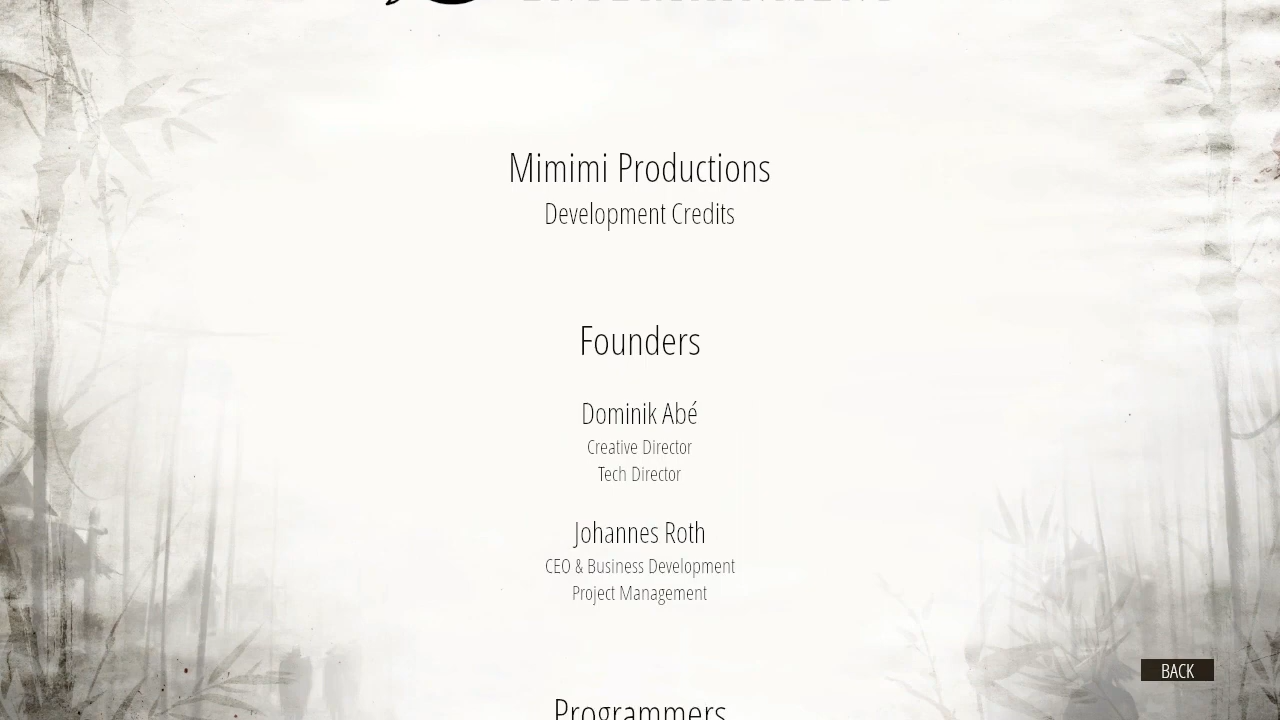 Mimimi Productions
Development Credits
Founders
Dominik Abé
Creative Director
Tech Director
Johannes Roth
CEO & Business Development
Project Management
Programmers
BACK